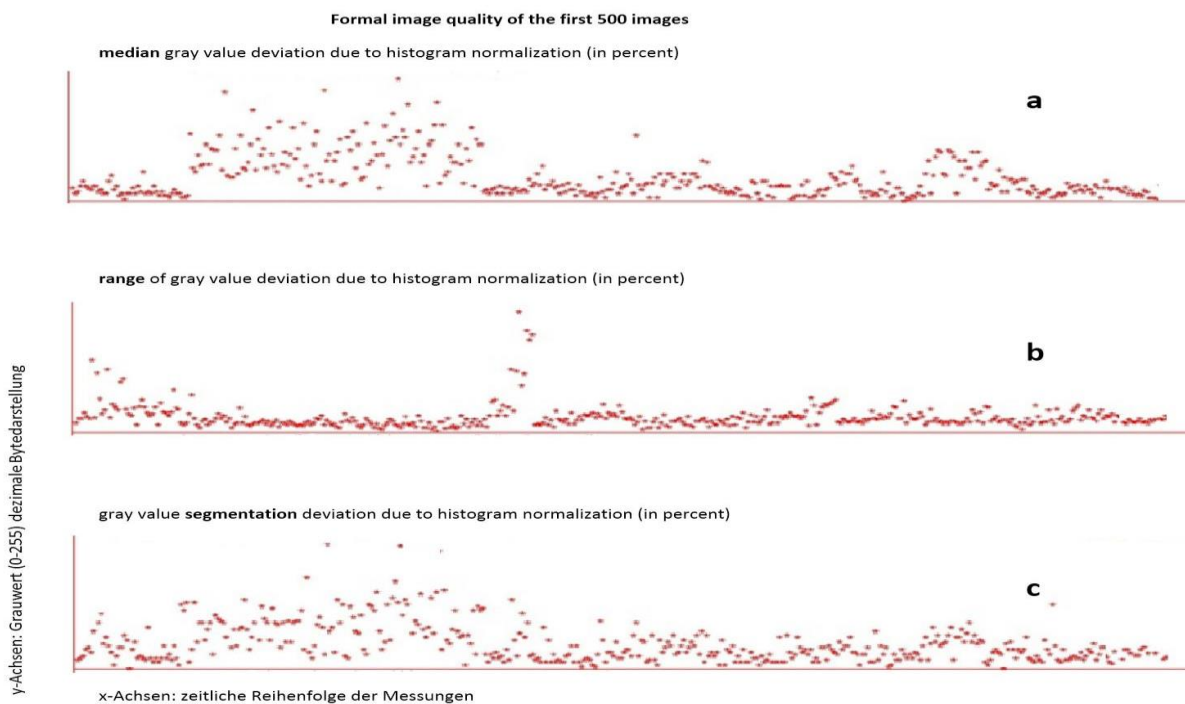 Formal image quality of the first 500 images
median gray value deviation due to histogram normalization (in percent)
a
range of gray value deviation due to histogram normalization (in percent)
b
gray value segmentation deviation due to histogram normalization (in percent)
c
y-Achsen: Grauwert (0-255) dezimale Bytedarstellung
x-Achsen: zeitliche Reihenfolge der Messungen